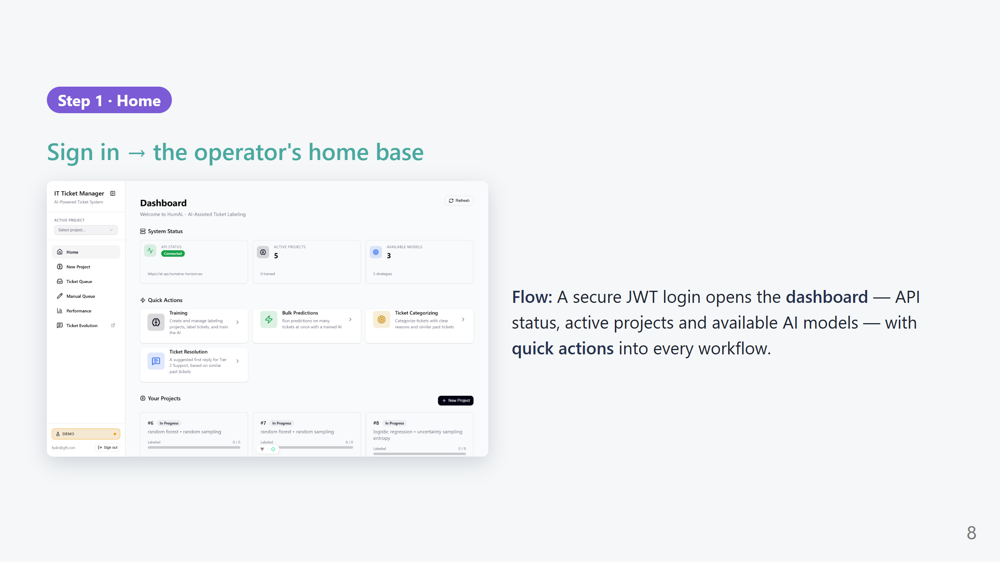 Step 1 · Home
Sign in → the operator's home base
IT Ticket Manager
AI-Powered Ticket System
ACTIVE PROJECT
Select project...
Home
New Project
Ticket Queue
Manual Queue
Performance
Ticket Evolution
DEMO
fpdo@gft.com
Sign out
Dashboard
Refresh
Welcome to HumAL - AI-Assisted Ticket Labeling
System Status
API STATUS
Connected
https://al-api.humaine-horizon.eu
ACTIVE PROJECTS
5
0 trained
AVAILABLE MODELS
3
5 strategies
Quick Actions
Training
Create and manage labeling
projects, label tickets, and train
the AI
Bulk Predictions
Run predictions on many
tickets at once with a trained AI
Ticket Categorizing
Categorize tickets with clear
reasons and similar past tickets
Ticket Resolution
A suggested first reply for Tier
2 Support, based on similar
past tickets
Your Projects
New Project
#6 In Progress
random forest • random sampling
Labeled 0 / 0
#7 In Progress
random forest • random sampling
Labeled 0 / 0
#8 In Progress
logistic regression • uncertainty sampling
entropy
Labeled 0 / 0
Flow: A secure JWT login opens the dashboard — API
status, active projects and available AI models — with
quick actions into every workflow.
8